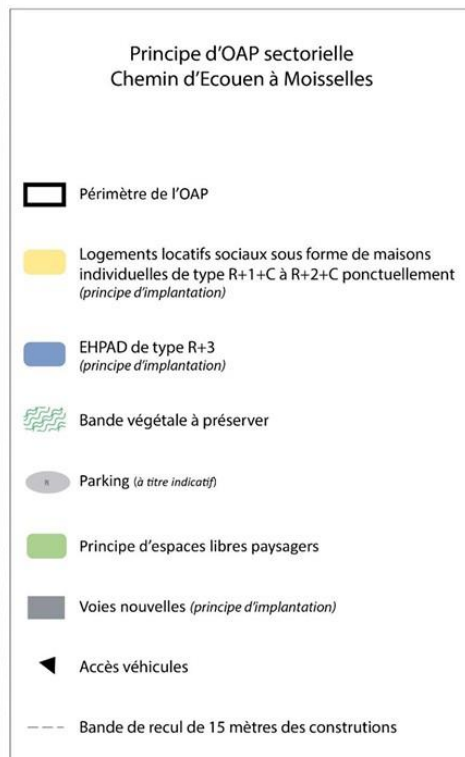 Principe d'OAP sectorielle
Chemin d'Ecouen à Moisselles
Périmètre de l'OAP
Logements locatifs sociaux sous forme de maisons
individuelles de type R+1+C à R+2+C ponctuellement
(principe d'implantation)
EHPAD de type R+3
(principe d'implantation)
Bande végétale à préserver
Parking (à titre indicatif)
Principe d'espaces libres paysagers
Voies nouvelles (principe d'implantation)
Accès véhicules
Bande de recul de 15 mètres des construtions